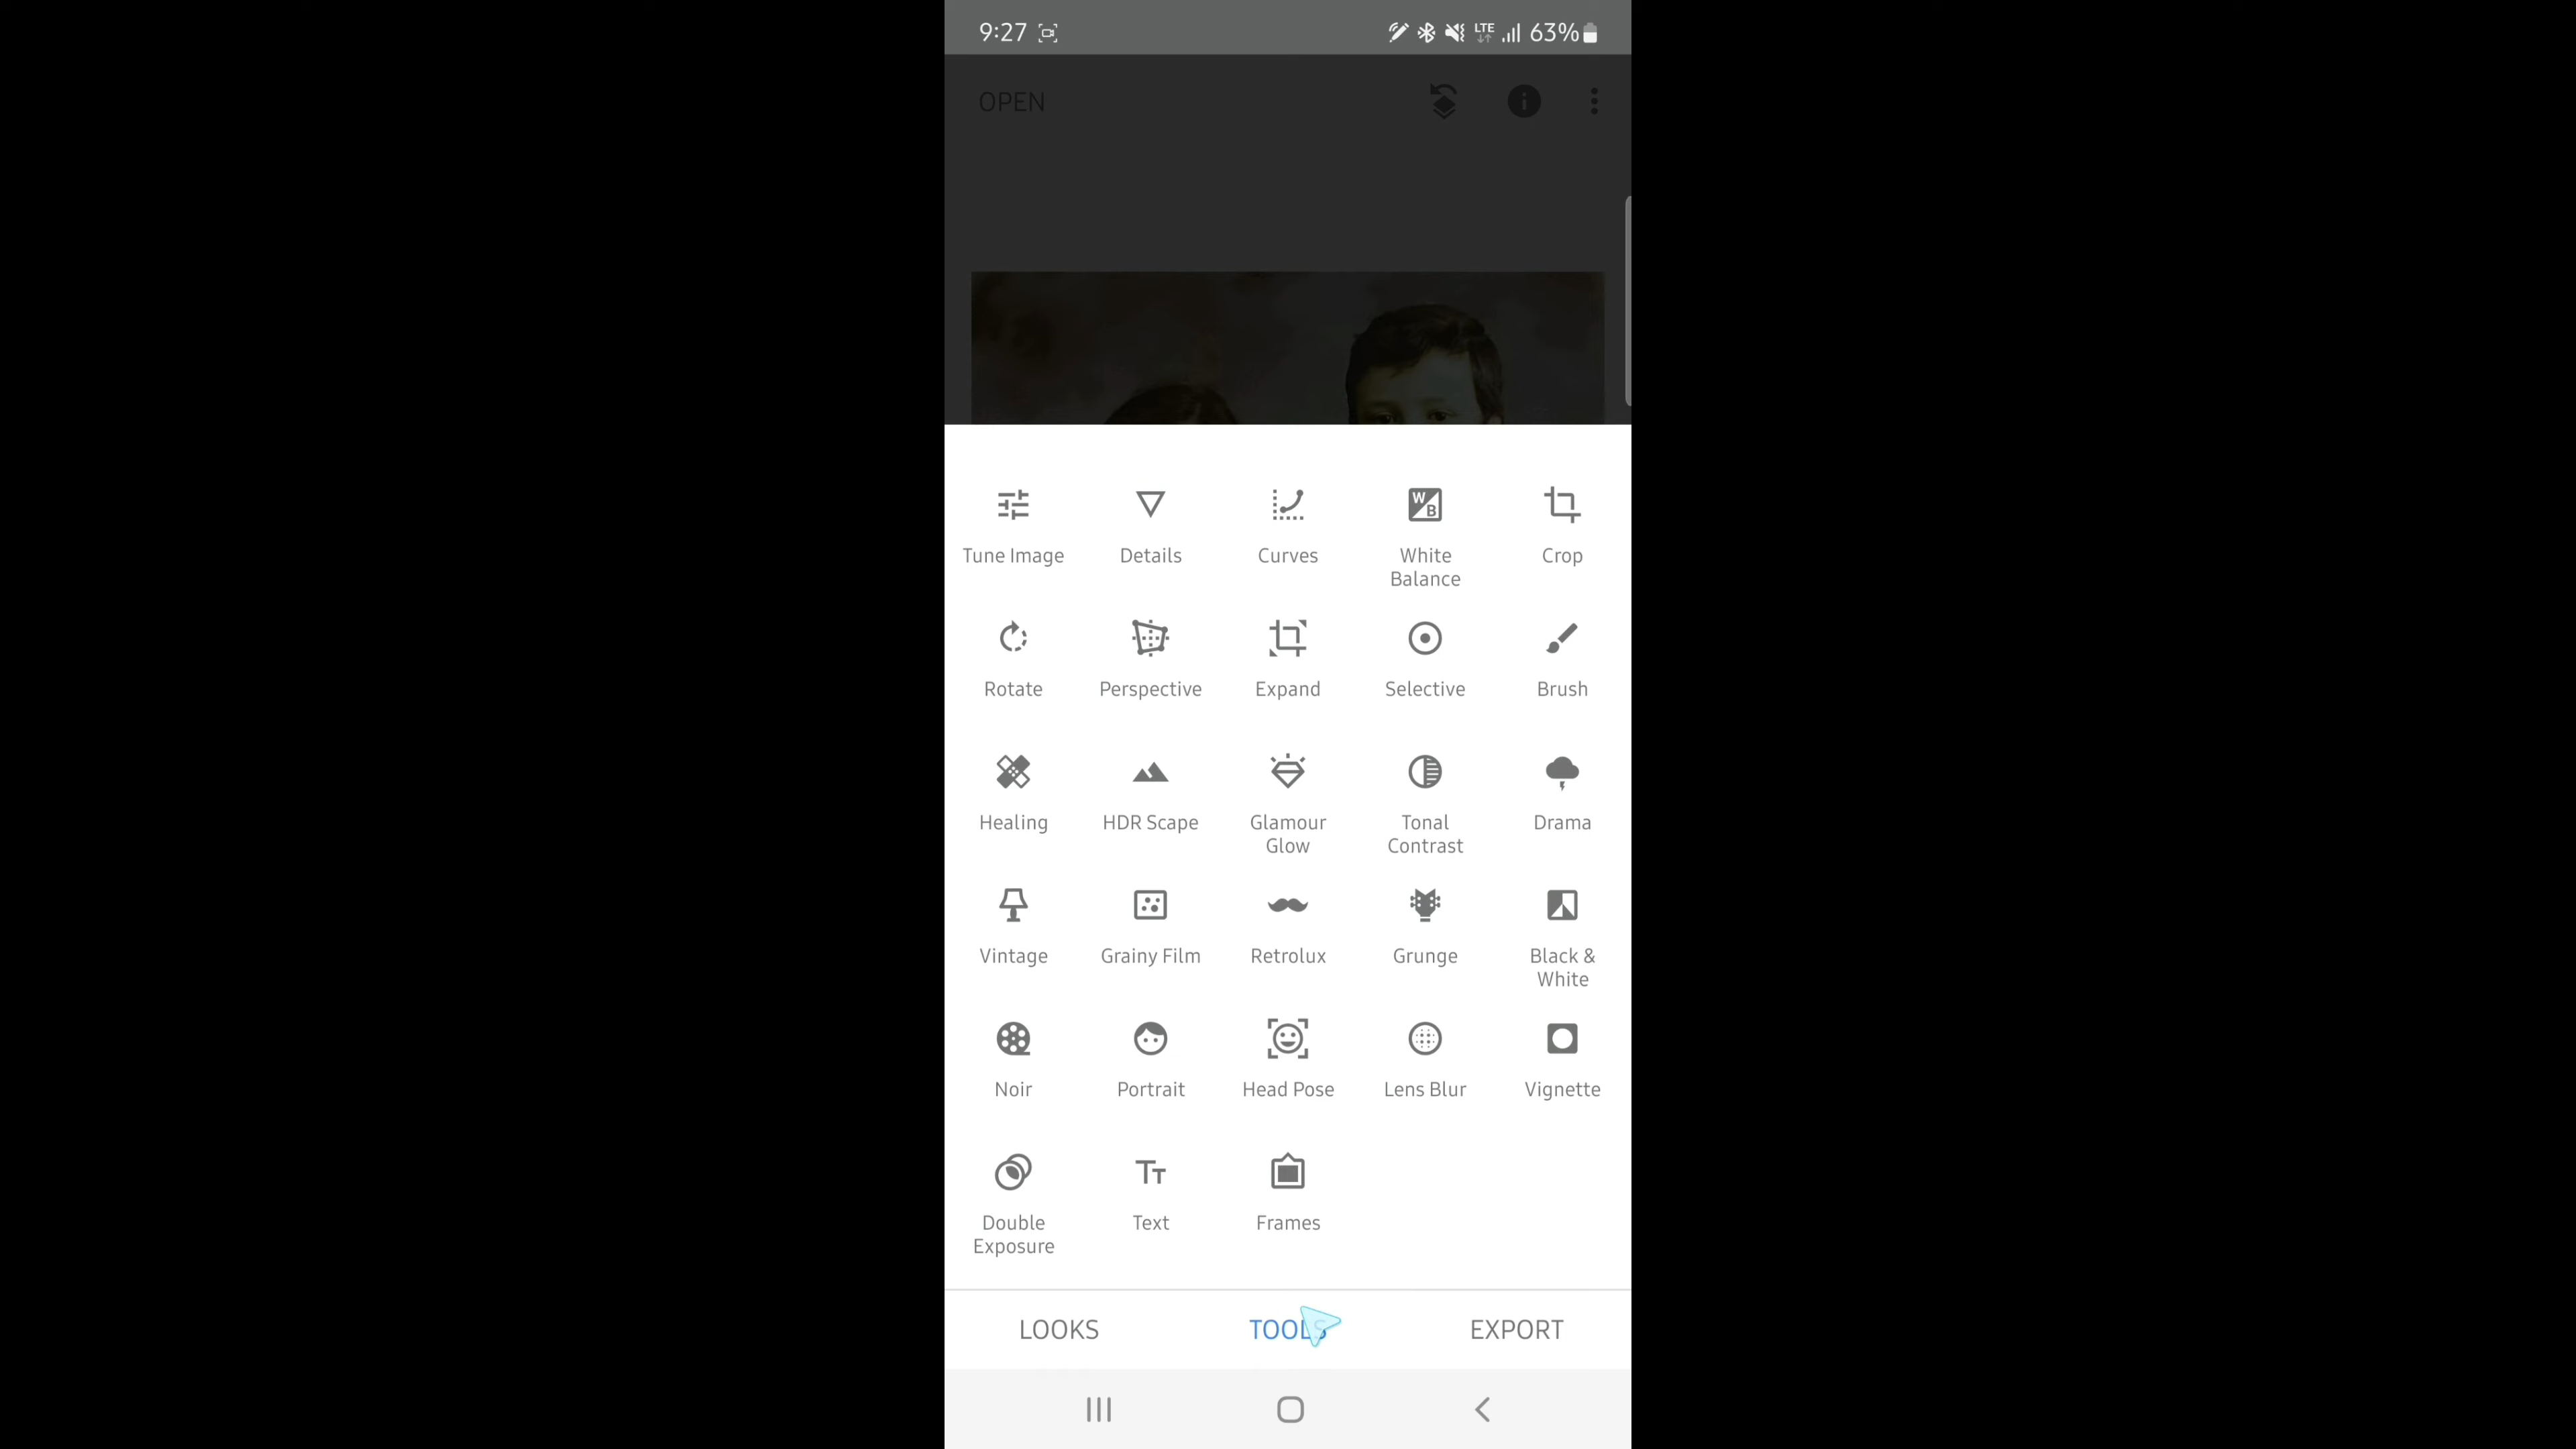 9:27 LTE 63%
OPEN
Tune Image Details Curves White Balance Crop
W B
Rotate Perspective Expand Selective Brush
Healing HDR Scape Glamour Glow Tonal Contrast Drama
Vintage Grainy Film Retrolux Grunge Black & White
Noir Portrait Head Pose Lens Blur Vignette
Tт
Double Exposure Text Frames
LOOKS TOOLS EXPORT